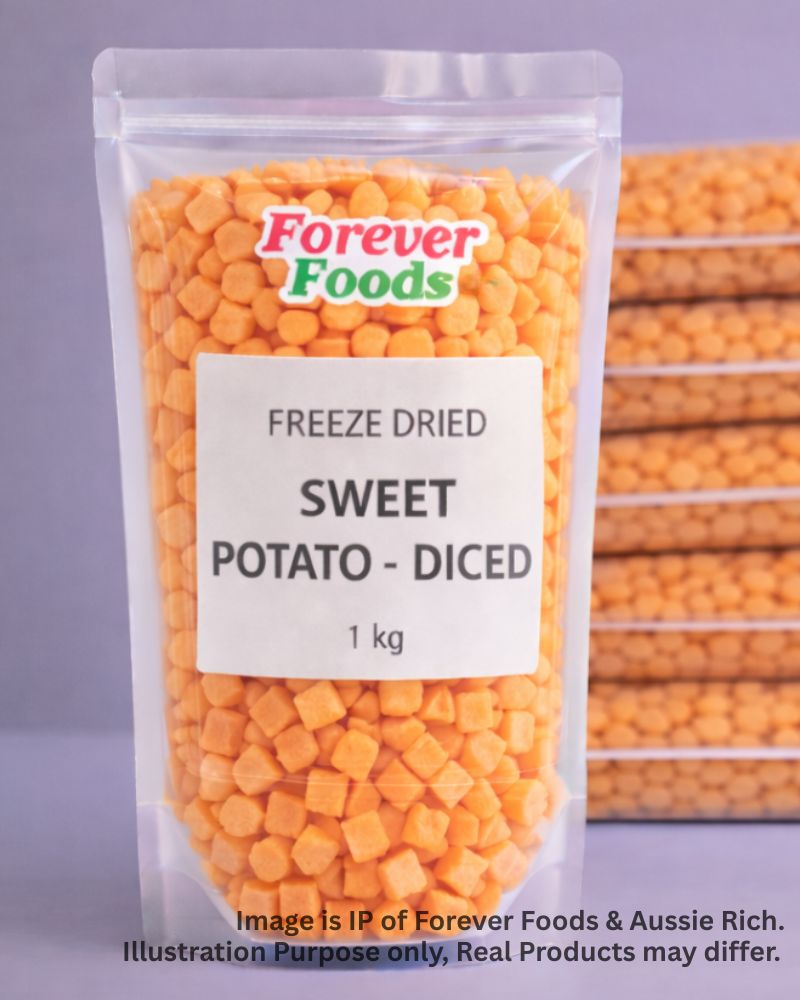 Forever
Foods
FREEZE DRIED
SWEET
POTATO - DICED
1 kg
Image is IP of Forever Foods & Aussie Rich.
Illustration Purpose only, Real Products may differ.